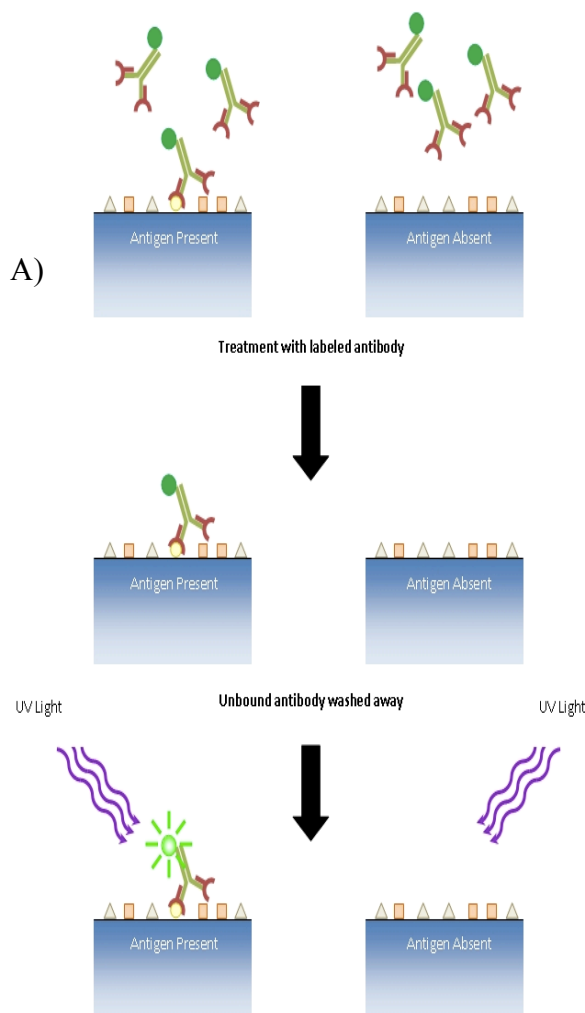 Antigen Present
Antigen Absent
A)
Treatment with labeled antibody
Antigen Present
Antigen Absent
UV Light
Unbound antibody washed away
UV Light
Antigen Present
Antigen Absent